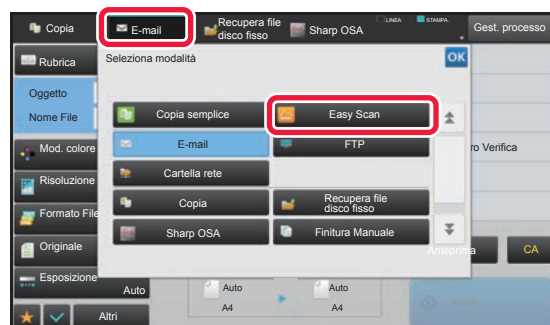 Copia
E-mail
Recupera file
disco fisso
Sharp OSA
LINEA
STAMPA.
Gest. processo
Rubrica
Seleziona modalità
OK
Oggetto
Nome File
Copia semplice
Easy Scan
Mod. colore
E-mail
FTP
ro Verifica
Risoluzione
Cartella rete
Formato File
Copia
Recupera file
disco fisso
Originale
Sharp OSA
Finitura Manuale
Anteprima
CA
Esposizione
Auto
Auto
A4
Auto
A4
Altri